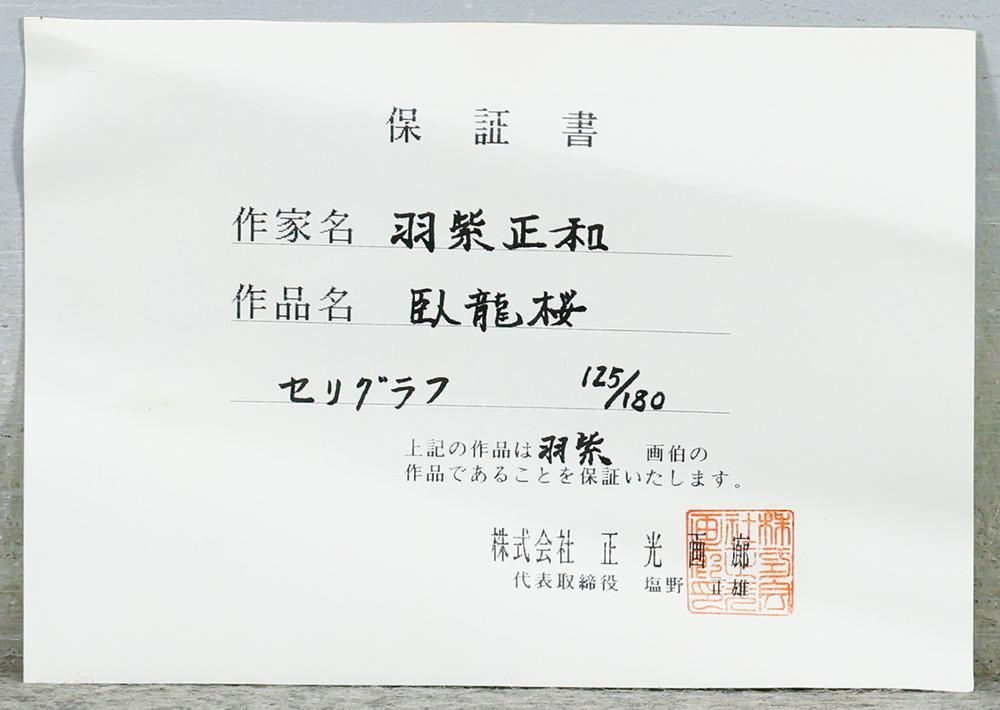 保証書
作家名 羽柴正和
作品名 臥龍桜
セリグラフ 125/180
上記の作品は 羽柴 画伯の
作品であることを保証いたします。
株式会社 正光画廊
代表取締役 塩野 正雄